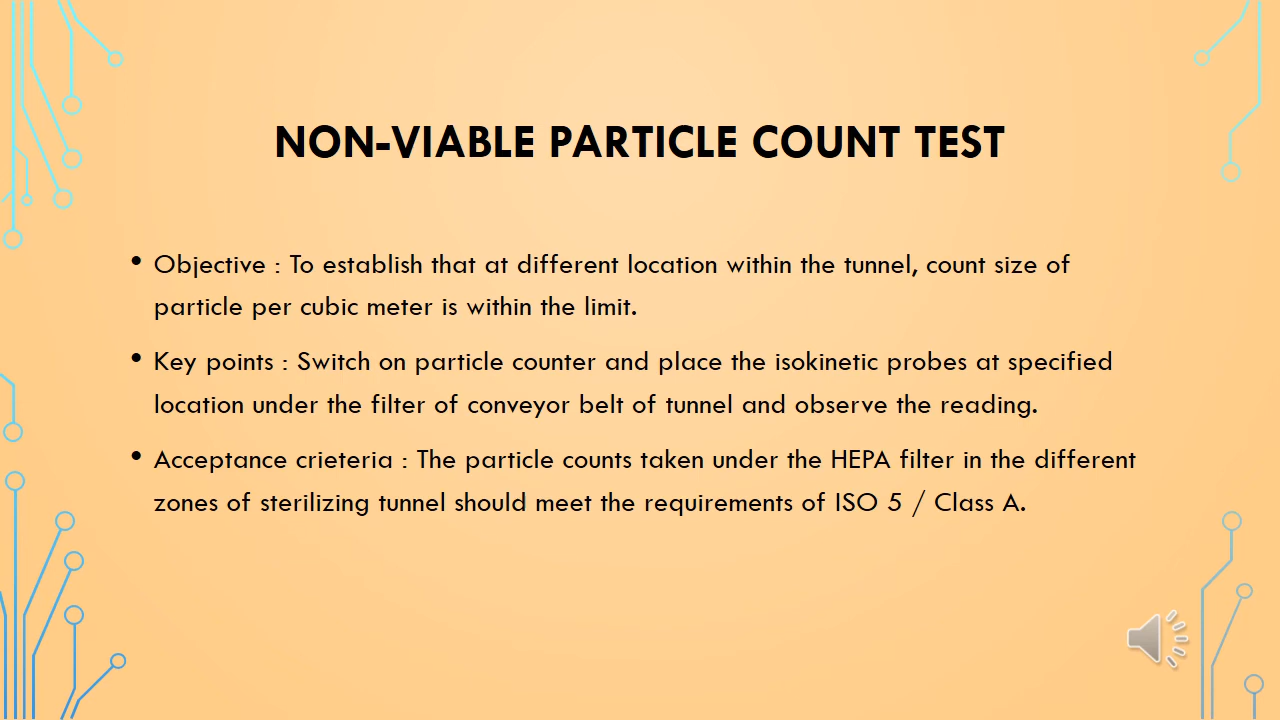 NON-VIABLE PARTICLE COUNT TEST
• Objective : To establish that at different location within the tunnel, count size of
particle per cubic meter is within the limit.
• Key points : Switch on particle counter and place the isokinetic probes at specified
location under the filter of conveyor belt of tunnel and observe the reading.
• Acceptance crieteria : The particle counts taken under the HEPA filter in the different
zones of sterilizing tunnel should meet the requirements of ISO 5 / Class A.